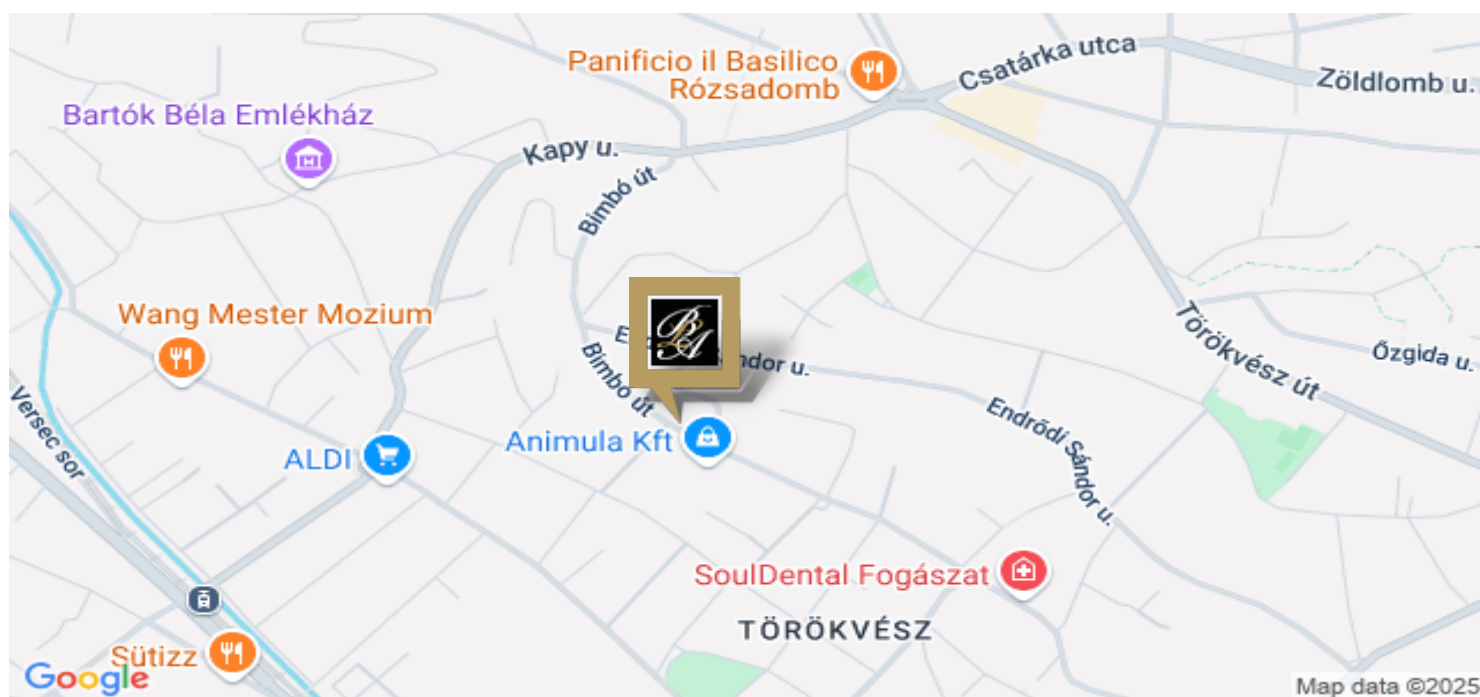 Panificio il Basilico
Rózsadomb
Csatárka utca
Zöldlomb u.
Bartók Béla Emlékház
Kapy u.
Bimbó út
Wang Mester Mozium
BLA
Sándor u.
Törökvész út
Őzgida u.
Bimbó út
Endrődi Sándor u.
Versec sor
ALDI
Animula Kft
SoulDental Fogászat
TÖRÖKVÉSZ
Sütizz
Google
Map data ©2025